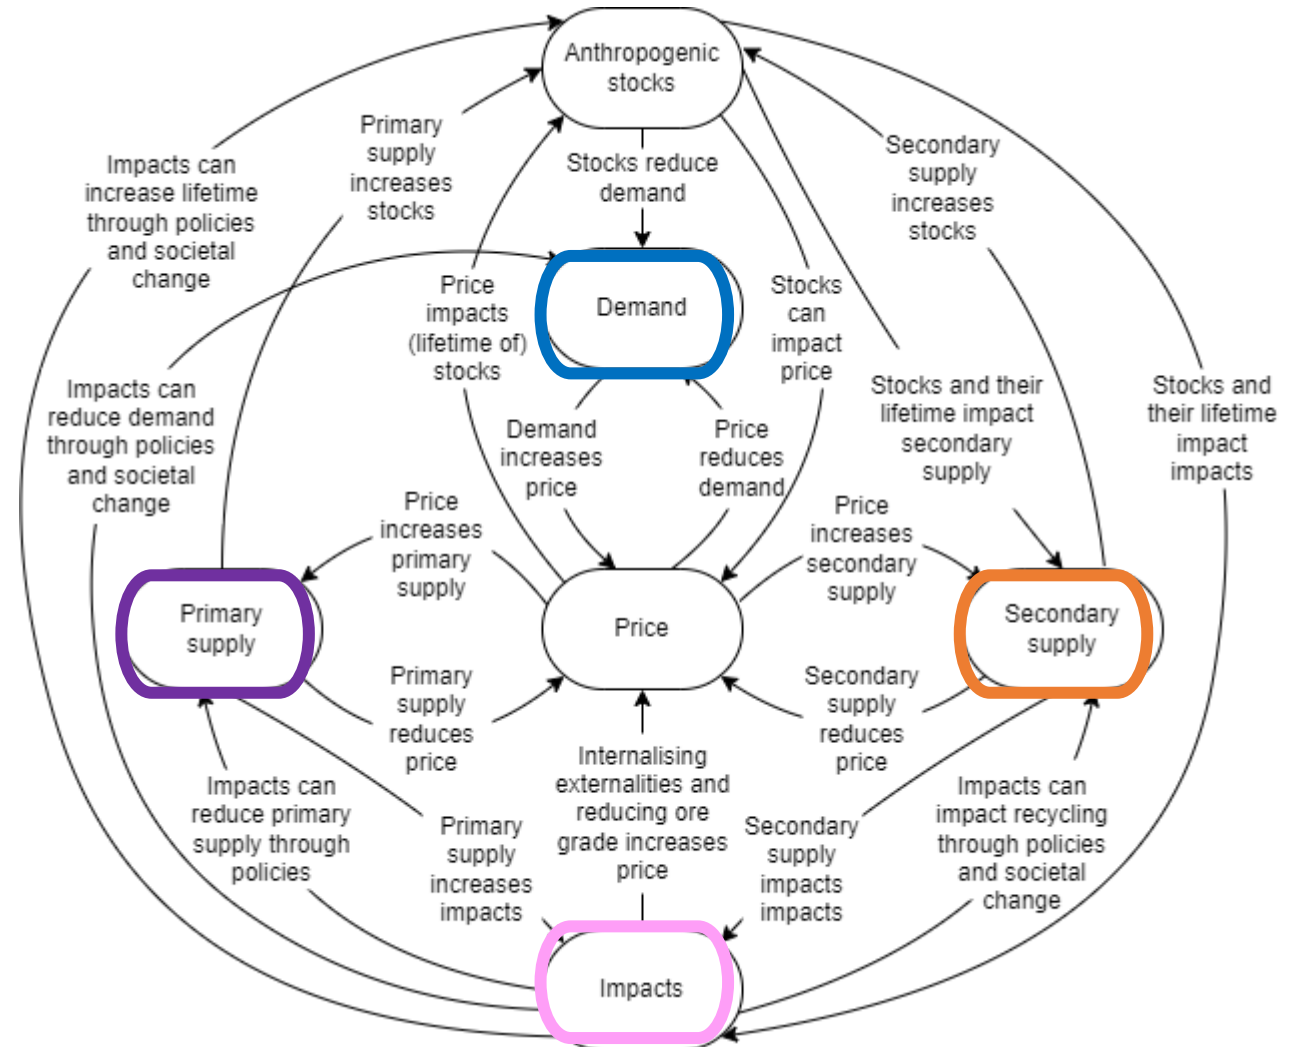 Anthropogenic
stocks
Primary
supply
increases
stocks
Impacts can
increase lifetime
through policies
and societal
change
Stocks reduce
demand
Secondary
supply
increases
stocks
Price
impacts
(lifetime of)
stocks
Demand
Stocks
can
impact
price
Impacts can
reduce demand
through policies
and societal
change
Demand
increases
price
Price
reduces
demand
Stocks and their
lifetime impact
secondary
supply
Stocks and
their lifetime
impact
impacts
Price
increases
primary
supply
Price
increases
secondary
supply
Primary
supply
Price
Secondary
supply
Primary
supply
reduces
price
Secondary
supply
reduces
price
Impacts can
reduce primary
supply through
policies
Primary
supply
increases
impacts
Internalising
externalities and
reducing ore
grade increases
price
Secondary
supply
impacts
impacts
Impacts can
impact recycling
through policies
and societal
change
Impacts